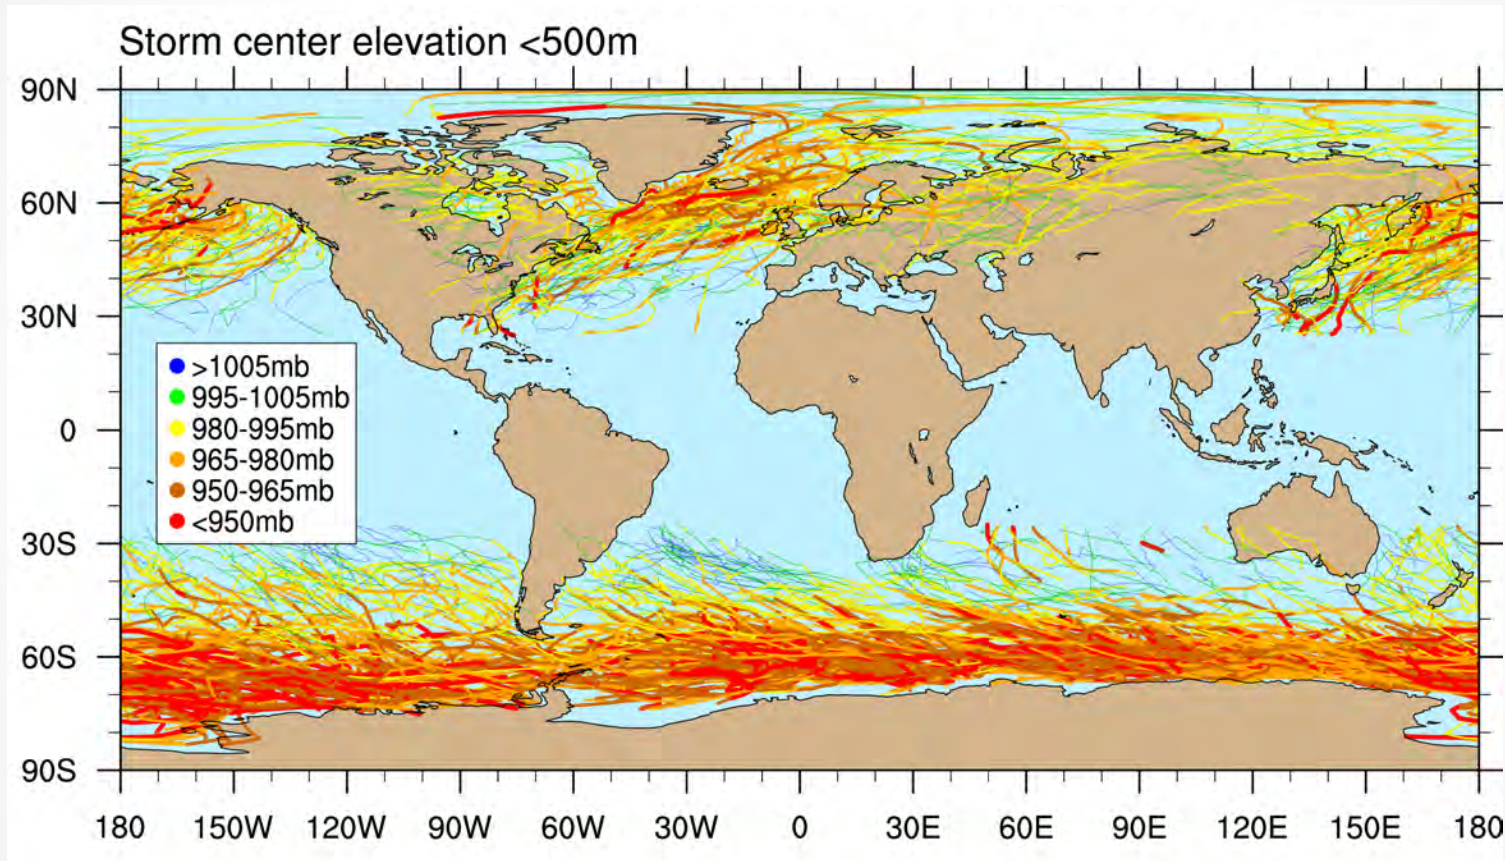 Storm center elevation <500m
90N
60N
30N
0
30S
60S
90S
>1005mb
995-1005mb
980-995mb
965-980mb
950-965mb
<950mb
180 150W 120W 90W 60W 30W 0 30E 60E 90E 120E 150E 180